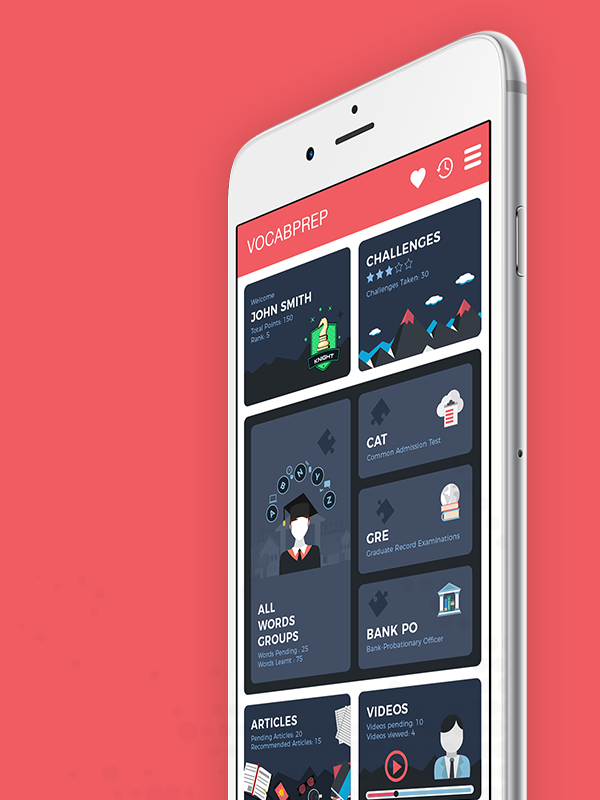 VOCABPREP
Welcome
JOHN SMITH
Total Points: 150
Rank: 5
KNIGHT
CHALLENGES
Challenges Taken: 30
A
B
N
Y
Z
ALL
WORDS
GROUPS
Words Pending : 25
Words Learnt : 75
CAT
Common Admission Test
GRE
Graduate Record Examinations
BANK PO
Bank-Probationary Officer
ARTICLES
Pending Articles: 20
Recommended Articles: 15
VIDEOS
Videos pending: 10
Videos viewed: 4